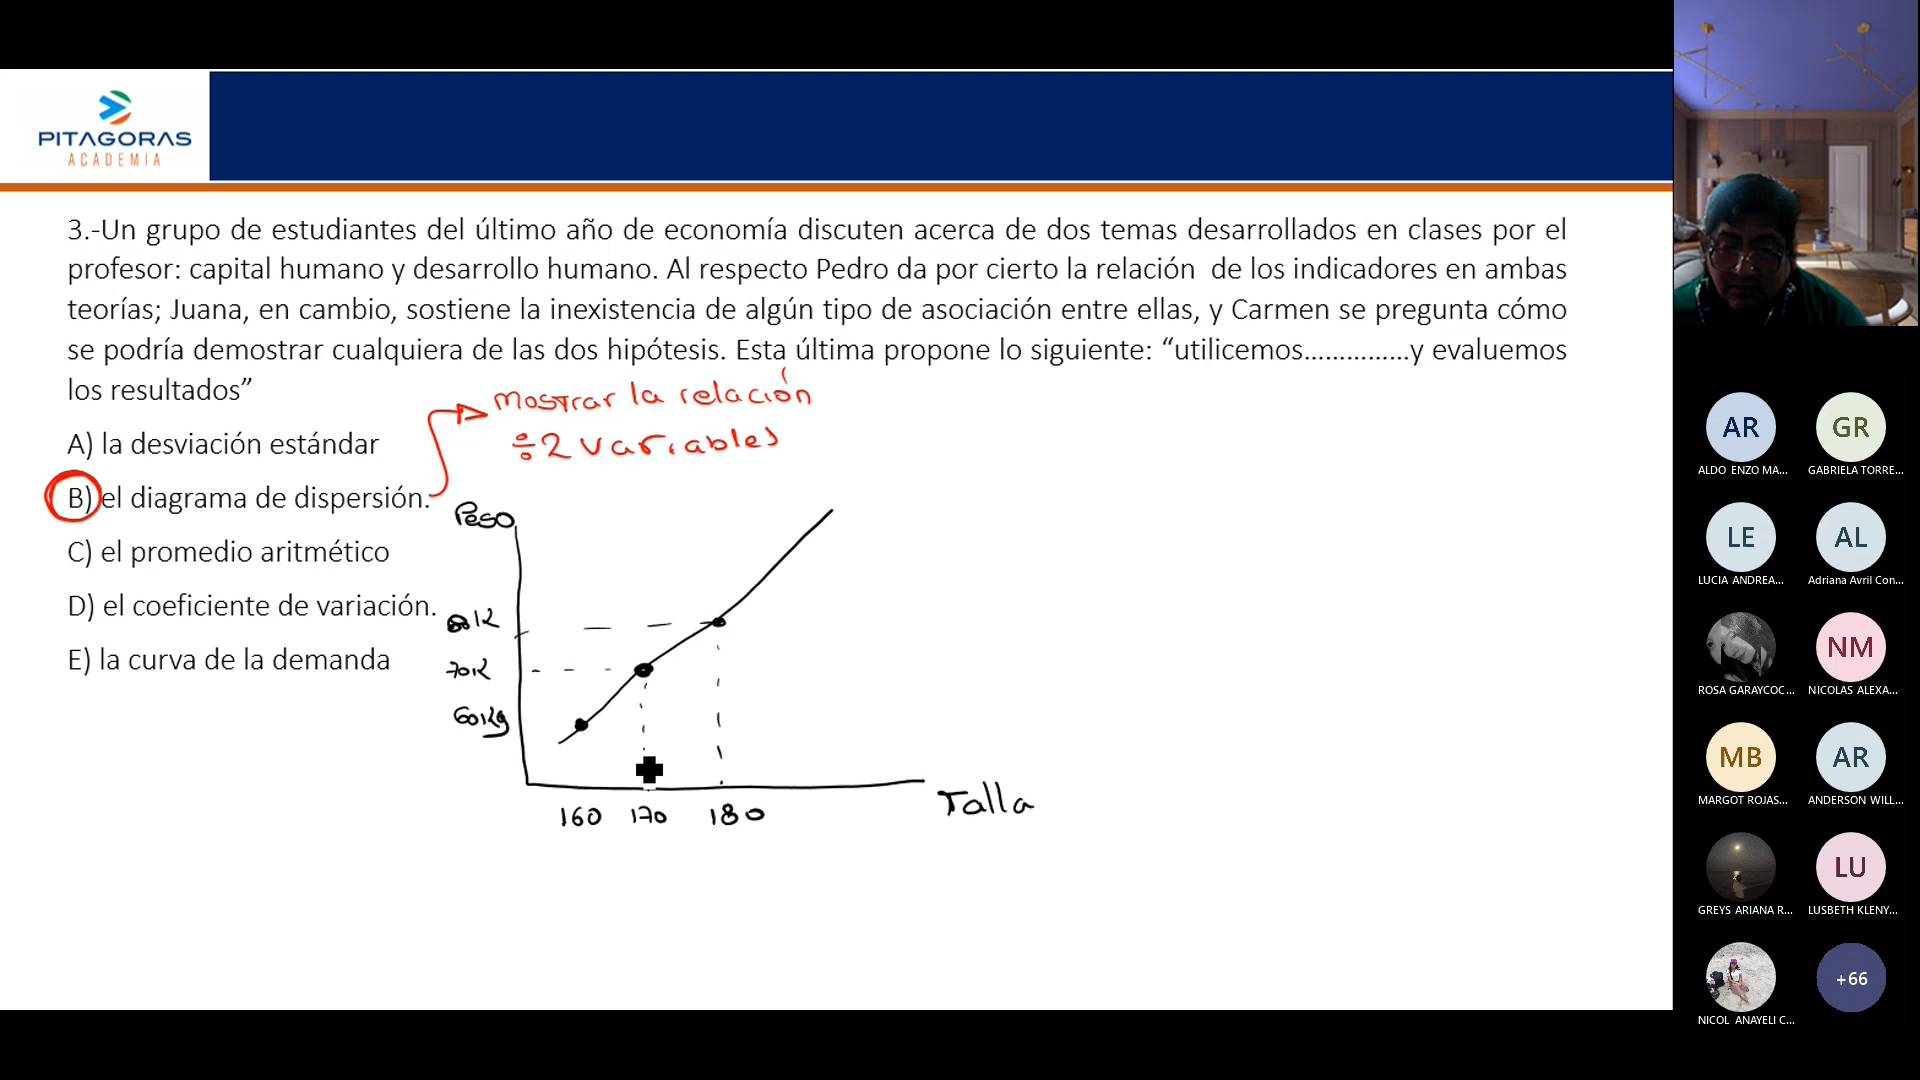 PITAGORAS
ACADEMIA
3.-Un grupo de estudiantes del último año de economía discuten acerca de dos temas desarrollados en clases por el
profesor: capital humano y desarrollo humano. Al respecto Pedro da por cierto la relación de los indicadores en ambas
teorías; Juana, en cambio, sostiene la inexistencia de algún tipo de asociación entre ellas, y Carmen se pregunta cómo
se podría demostrar cualquiera de las dos hipótesis. Esta última propone lo siguiente: “utilicemos……………y evaluemos
los resultados”
mostrar la relación
÷ 2 variables
A) la desviación estándar
B) el diagrama de dispersión.
C) el promedio aritmético
D) el coeficiente de variación.
E) la curva de la demanda
Peso
80K
70K
60Kg
160 170 180
Talla
AR
GR
ALDO ENZO MA...
GABRIELA TORRE...
LE
AL
LUCIA ANDREA...
Adriana Avril Con...
NM
ROSA GARAYCOC...
NICOLAS ALEXA...
MB
AR
MARGOT ROJAS...
ANDERSON WILL...
LU
GREYS ARIANA R...
LUSBETH KLENY...
+66
NICOL ANAYELI C...